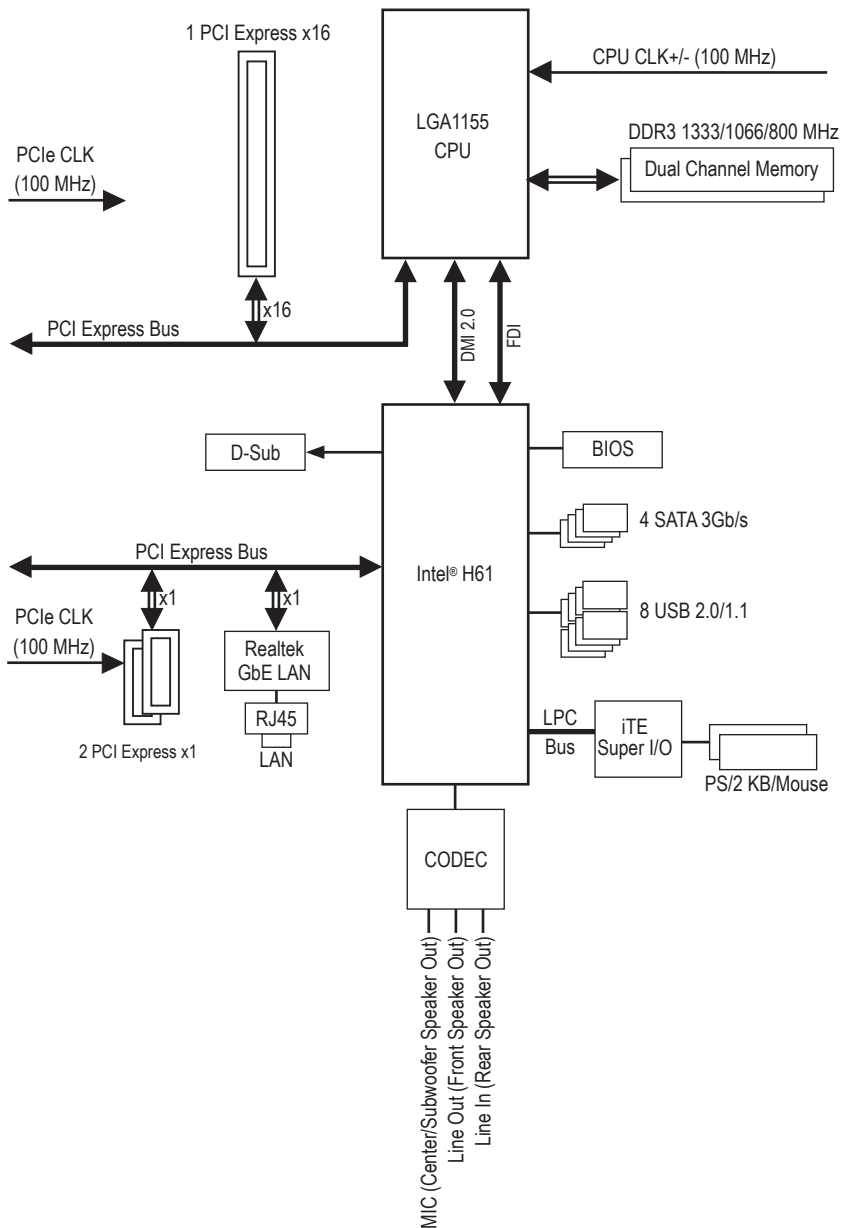 1 PCI Express x16
CPU CLK+/- (100 MHz)
LGA1155
CPU
DDR3 1333/1066/800 MHz
Dual Channel Memory
PCIe CLK
(100 MHz)
x16
PCI Express Bus
DMI 2.0
FDI
D-Sub
BIOS
4 SATA 3Gb/s
PCI Express Bus
Intel® H61
x1
x1
8 USB 2.0/1.1
PCIe CLK
(100 MHz)
Realtek
GbE LAN
RJ45
LAN
2 PCI Express x1
LPC
Bus
iTE
Super I/O
PS/2 KB/Mouse
CODEC
MIC (Center/Subwoofer Speaker Out)
Line Out (Front Speaker Out)
Line In (Rear Speaker Out)